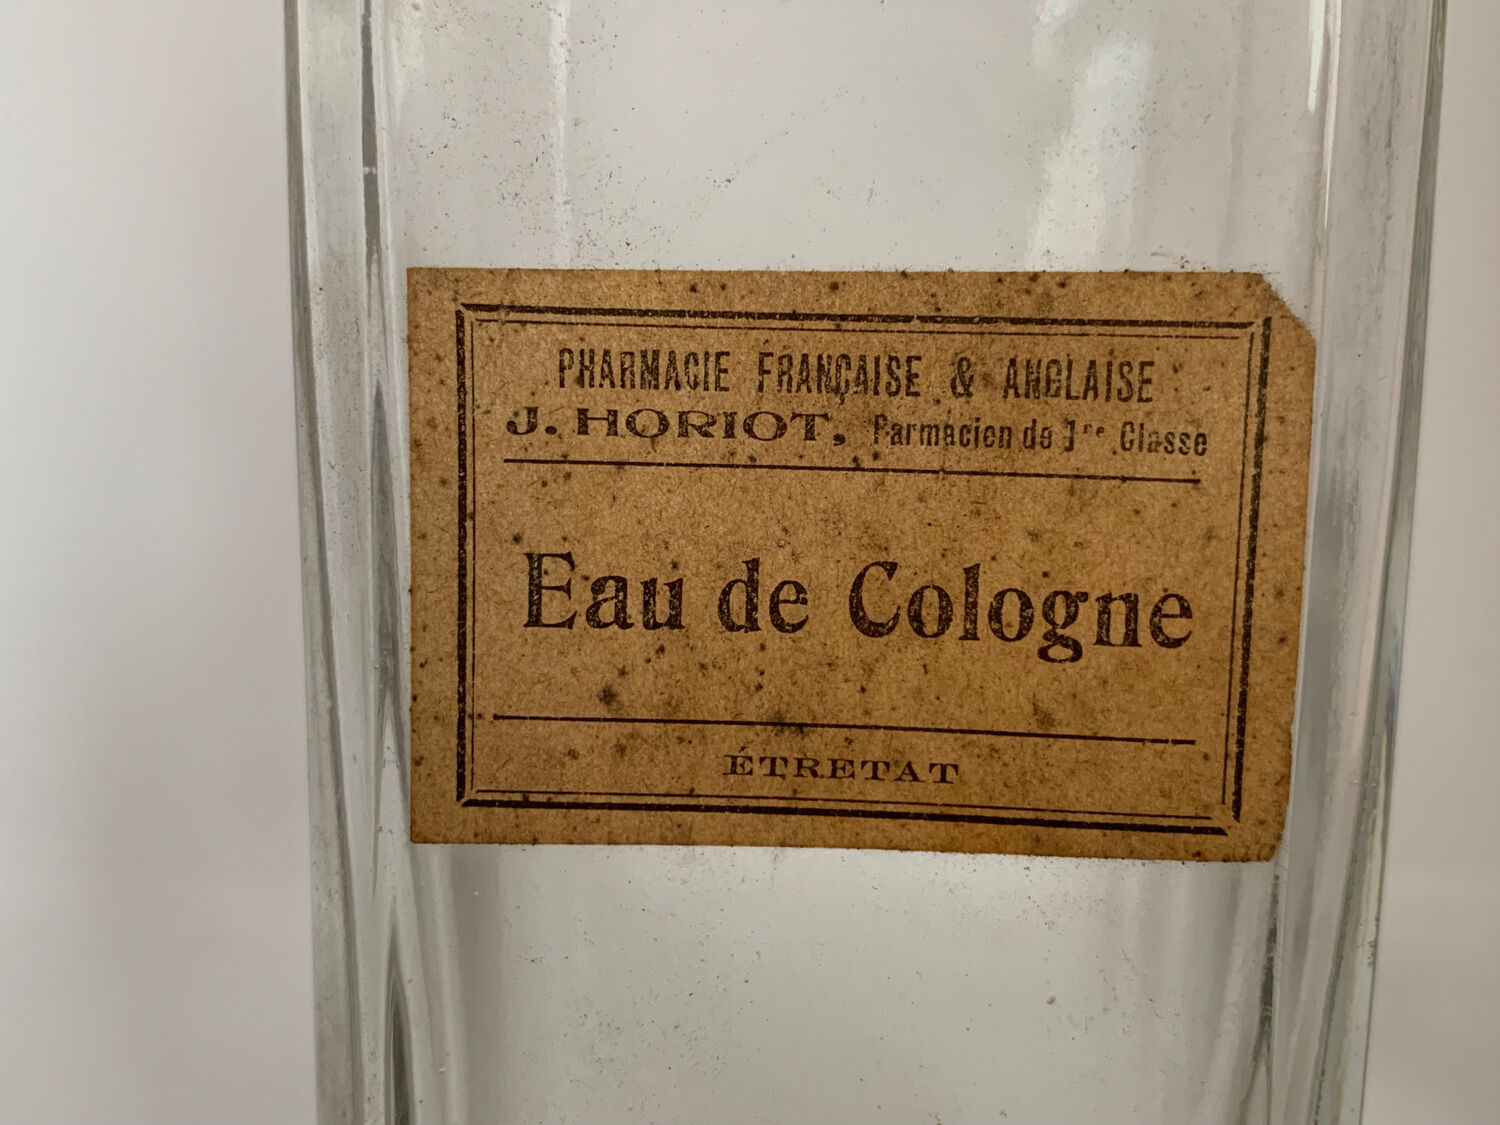 PHARMACIE FRANÇAISE & ANGLAISE
J. HORIOT, Parmacien de 1re Classe
Eau de Cologne
ÉTRETAT